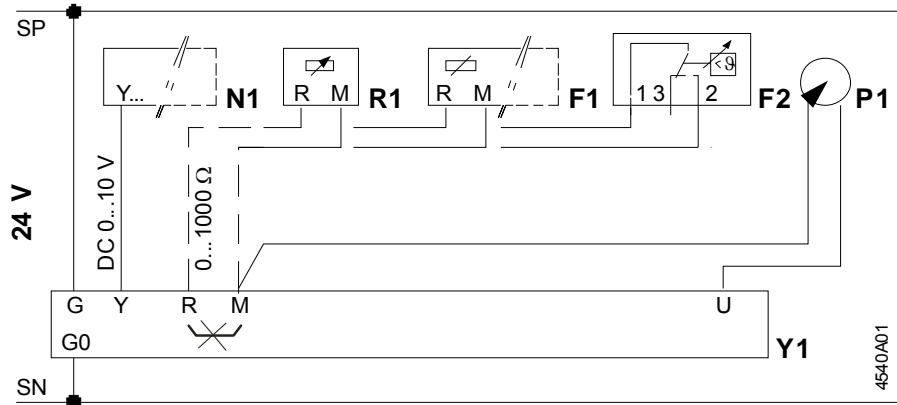 SP
Y... N1
R M R1
R M F1
1 3 2 F2
<ϑ
P1
24 V
DC 0...10 V
0...1000 Ω
G Y R M U
G0
Y1
SN
4540A01